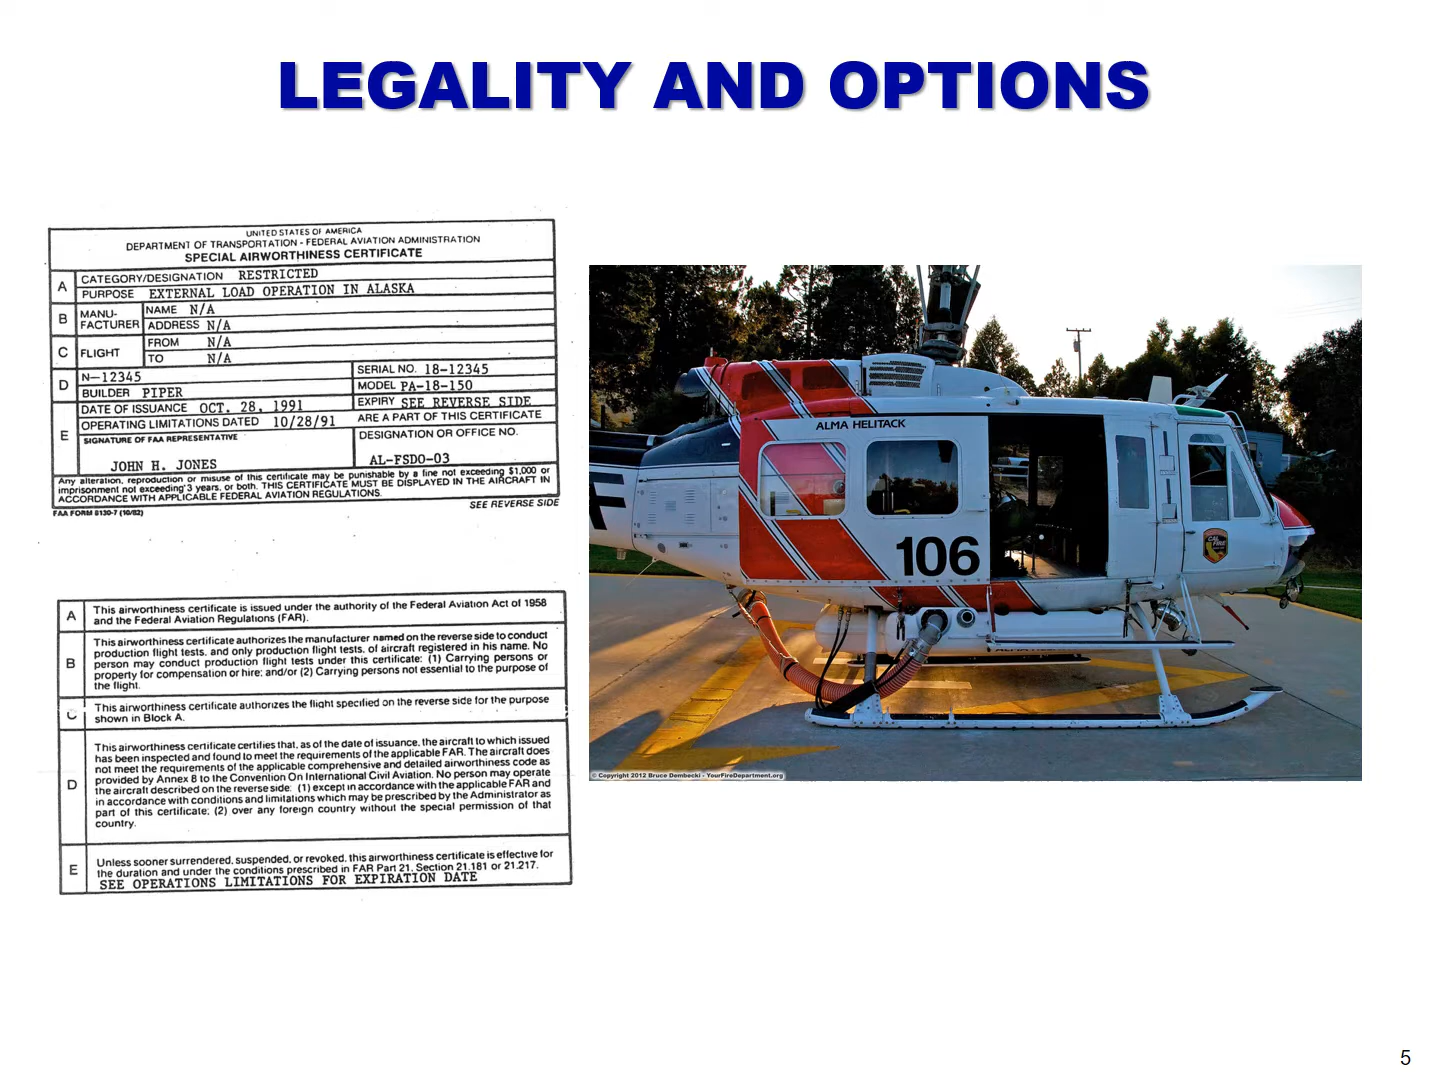 LEGALITY AND OPTIONS
UNITED STATES OF AMERICA
DEPARTMENT OF TRANSPORTATION - FEDERAL AVIATION ADMINISTRATION
SPECIAL AIRWORTHINESS CERTIFICATE
A
CATEGORY/DESIGNATION RESTRICTED
PURPOSE EXTERNAL LOAD OPERATION IN ALASKA
B
MANU-
FACTURER
NAME N/A
ADDRESS N/A
C
FLIGHT
FROM N/A
TO N/A
D
N-12345
SERIAL NO. 18-12345
BUILDER PIPER
MODEL PA-18-150
E
DATE OF ISSUANCE OCT. 28, 1991
EXPIRY SEE REVERSE SIDE
OPERATING LIMITATIONS DATED 10/28/91
ARE A PART OF THIS CERTIFICATE
SIGNATURE OF FAA REPRESENTATIVE
DESIGNATION OR OFFICE NO.
JOHN H. JONES
AL-FSDO-03
Any alteration, reproduction or misuse of this certificate may be punishable by a fine not exceeding $1,000 or
imprisonment not exceeding 3 years, or both. THIS CERTIFICATE MUST BE DISPLAYED IN THE AIRCRAFT IN
ACCORDANCE WITH APPLICABLE FEDERAL AVIATION REGULATIONS.
FAA FORM 8130-7 (10/82)
SEE REVERSE SIDE
A
This airworthiness certificate is issued under the authority of the Federal Aviation Act of 1958
and the Federal Aviation Regulations (FAR).
B
This airworthiness certificate authorizes the manufacturer named on the reverse side to conduct
production flight tests, and only production flight tests, of aircraft registered in his name. No
person may conduct production flight tests under this certificate: (1) Carrying persons or
property for compensation or hire: and/or (2) Carrying persons not essential to the purpose of
the flight.
C
This airworthiness certificate authorizes the flight specified on the reverse side for the purpose
shown in Block A.
D
This airworthiness certificate certifies that, as of the date of issuance, the aircraft to which issued
has been inspected and found to meet the requirements of the applicable FAR. The aircraft does
not meet the requirements of the applicable comprehensive and detailed airworthiness code as
provided by Annex 8 to the Convention On International Civil Aviation. No person may operate
the aircraft described on the reverse side: (1) except in accordance with the applicable FAR and
in accordance with conditions and limitations which may be prescribed by the Administrator as
part of this certificate; (2) over any foreign country without the special permission of that
country.
E
Unless sooner surrendered, suspended, or revoked, this airworthiness certificate is effective for
the duration and under the conditions prescribed in FAR Part 21, Section 21.181 or 21.217.
SEE OPERATIONS LIMITATIONS FOR EXPIRATION DATE
ALMA HELITACK
106
CAL
FIRE
F
© Copyright 2012 Bruce Dembecki - YourFireDepartment.org
5